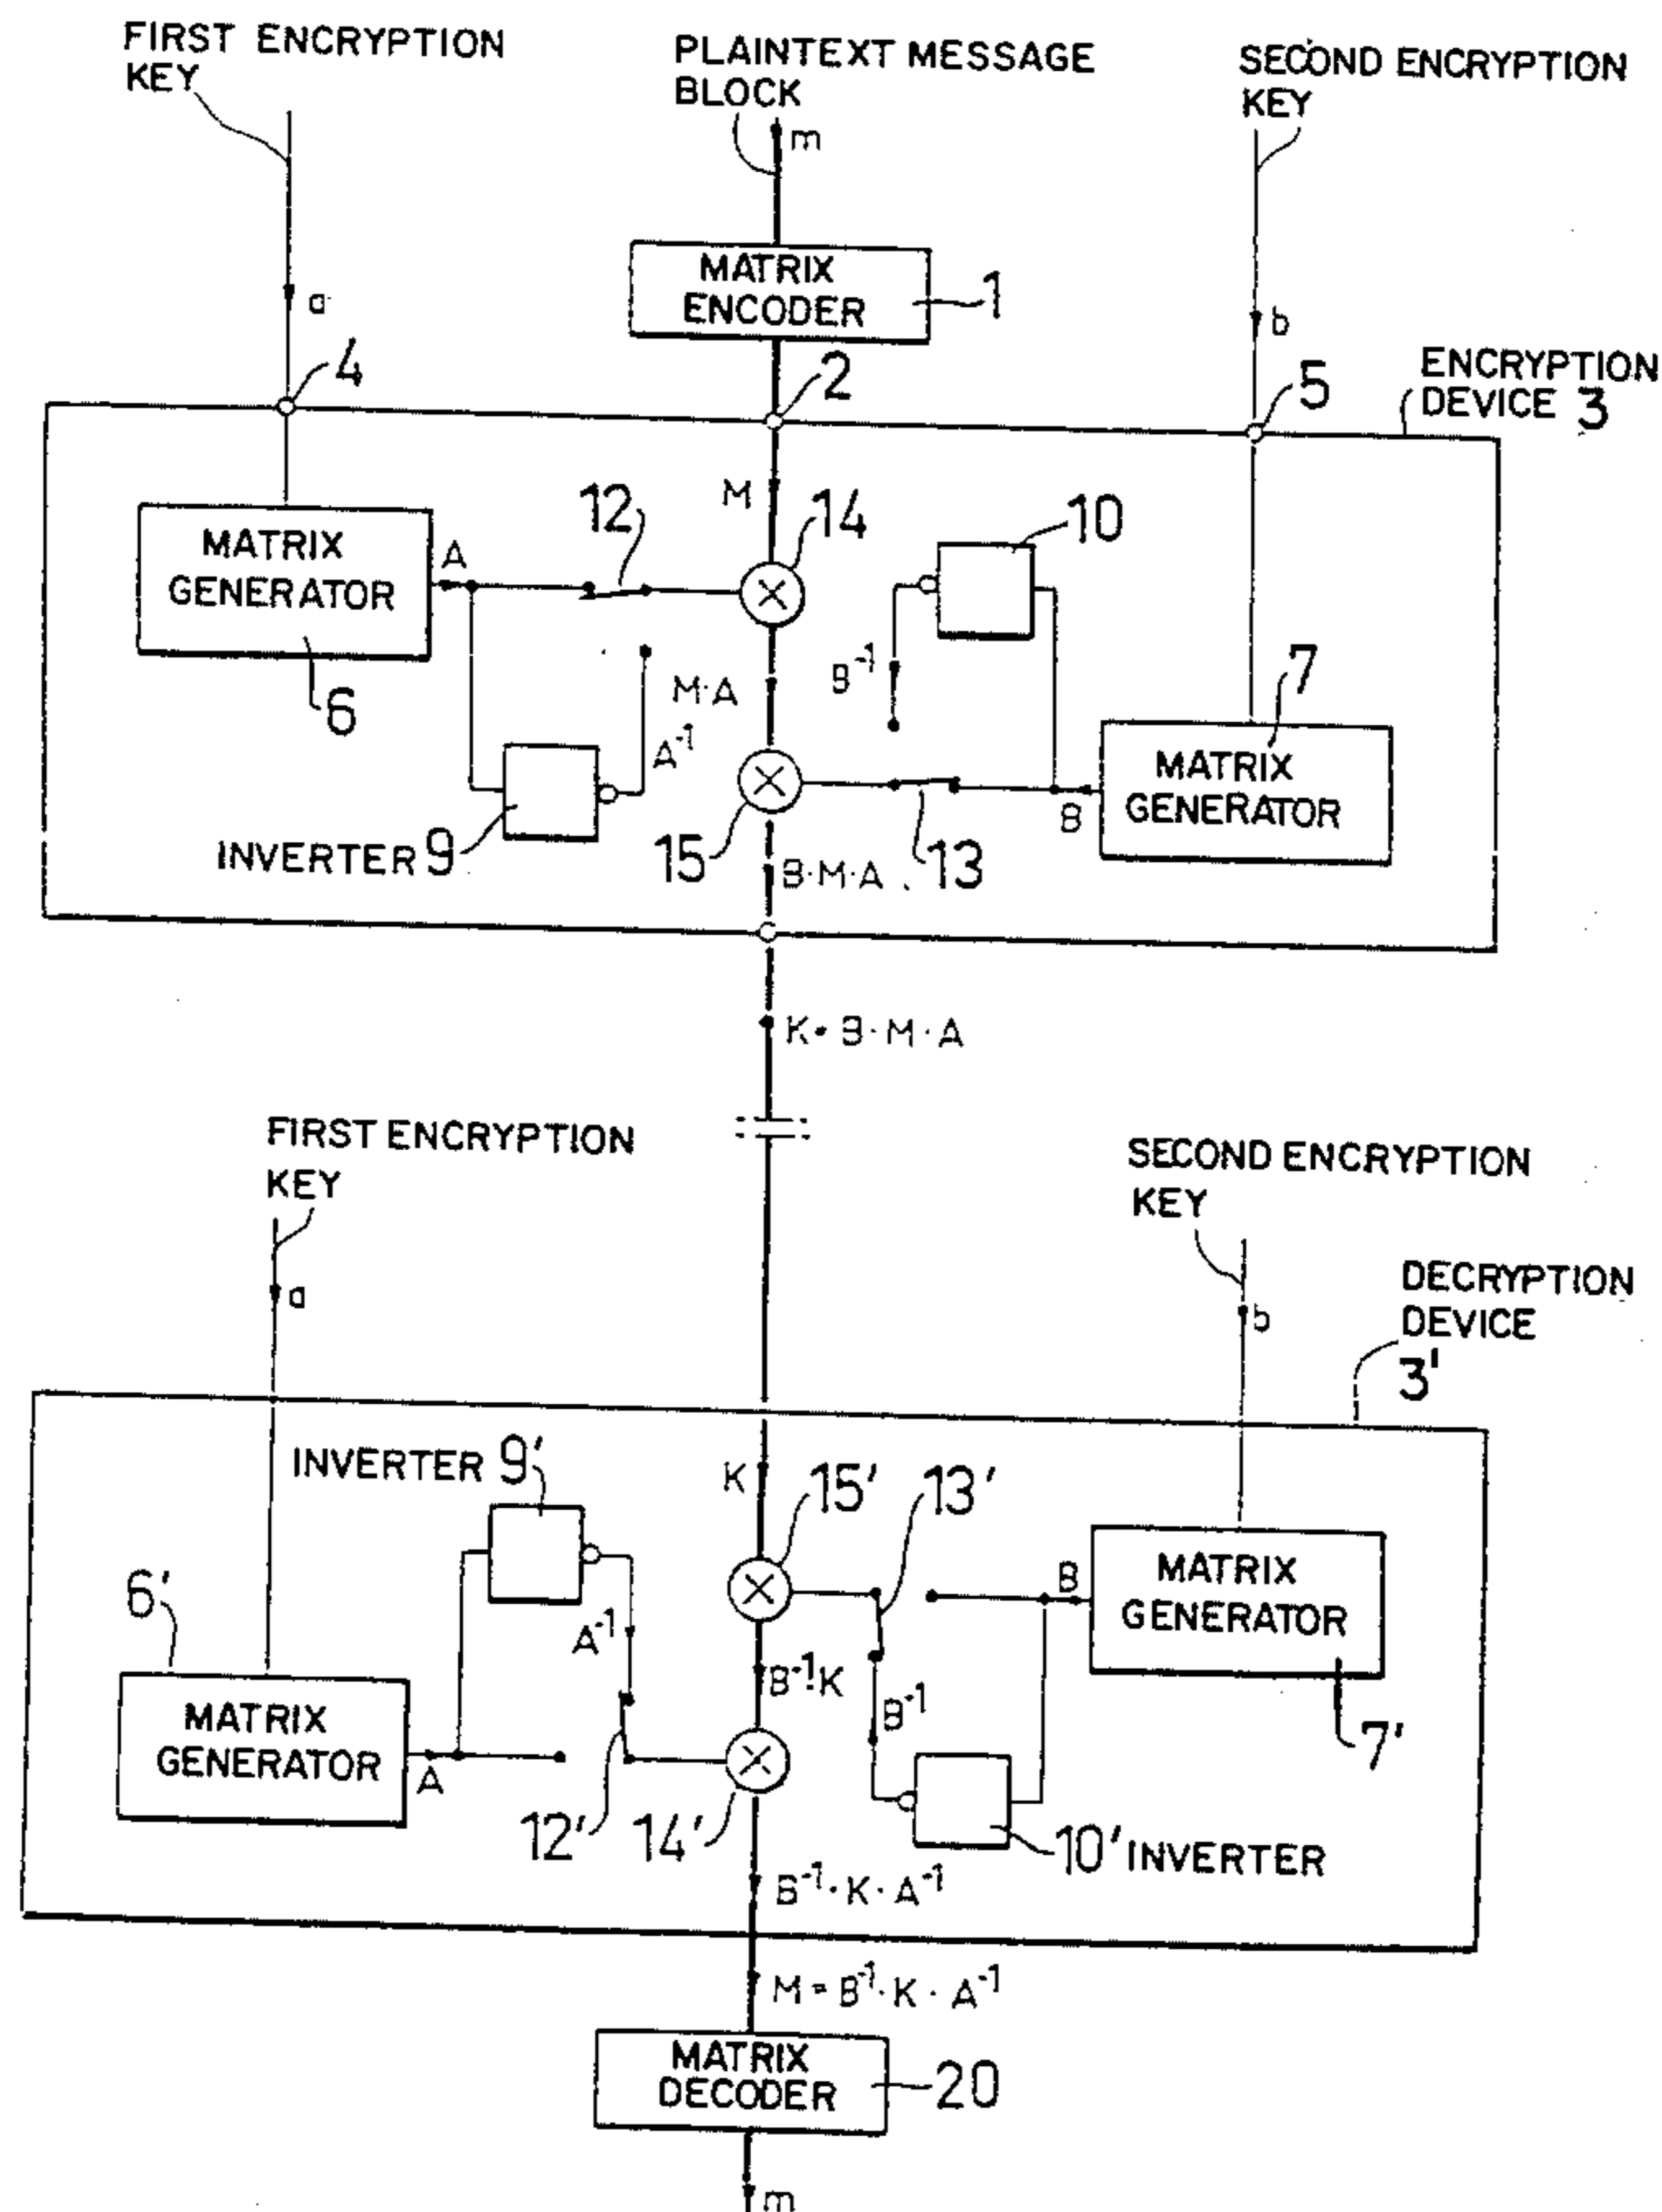 FIRST ENCRYPTION
KEY
PLAINTEXT MESSAGE
BLOCK
SECOND ENCRYPTION
KEY
m
MATRIX
ENCODER
1
a
b
4
2
5
ENCRYPTION
DEVICE 3
M
12
14
10
MATRIX
GENERATOR
A
6
M·A
B⁻¹
7
A⁻¹
MATRIX
GENERATOR
B
INVERTER 9
15
B·M·A
13
K=B·M·A
FIRST ENCRYPTION
KEY
SECOND ENCRYPTION
KEY
a
b
DECRYPTION
DEVICE
3'
INVERTER 9'
K
15'
13'
6'
A⁻¹
B
MATRIX
GENERATOR
B⁻¹·K
B⁻¹
7'
MATRIX
GENERATOR
A
12'
14'
10' INVERTER
B⁻¹·K·A⁻¹
M=B⁻¹·K·A⁻¹
MATRIX
DECODER
20
m